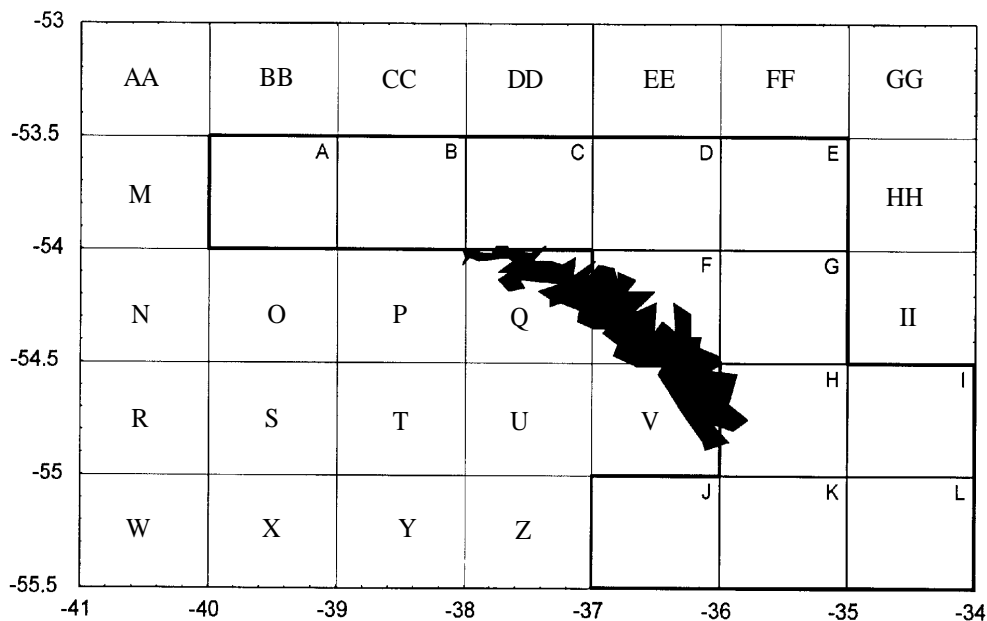 -53
AA BB CC DD EE FF GG
-53.5
A B C D E
M HH
-54
F G
N O P Q II
-54.5
H I
R S T U V
-55
J K L
W X Y Z
-55.5
-41 -40 -39 -38 -37 -36 -35 -34